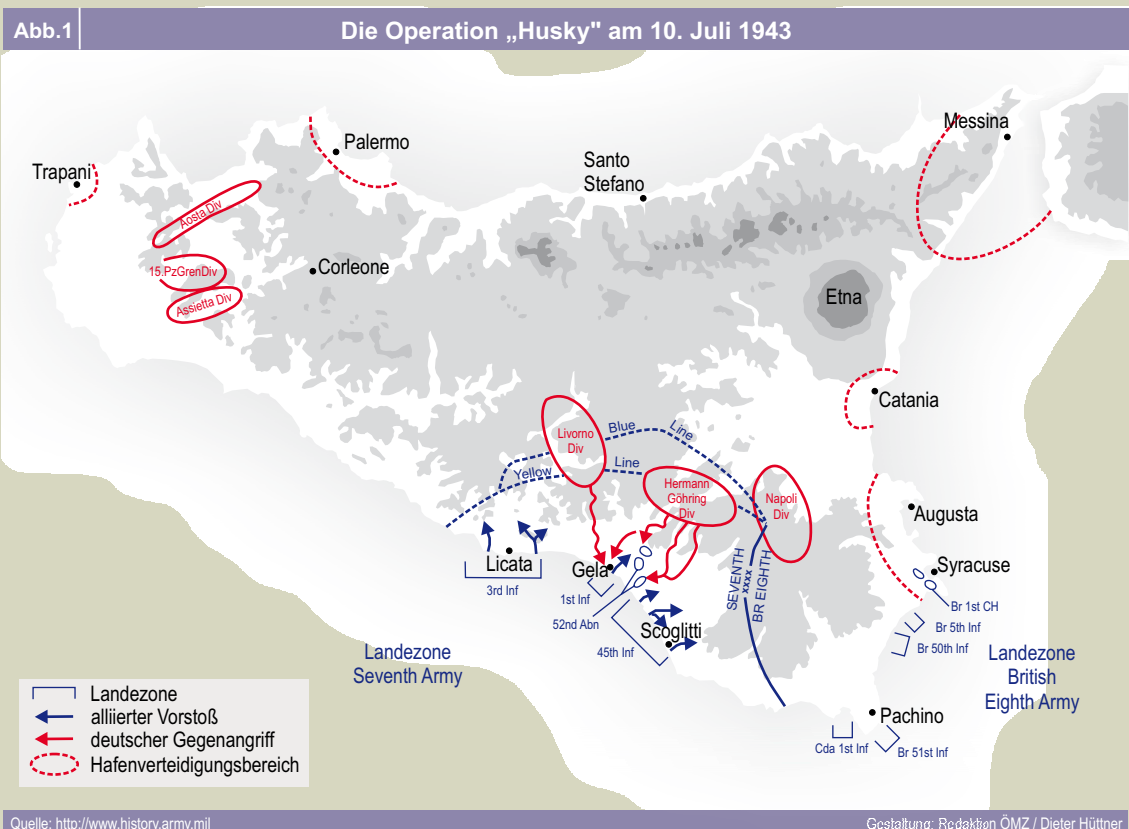 Abb.1
Die Operation „Husky" am 10. Juli 1943
Messina
Palermo
Trapani
Santo
Stefano
Aosta Div
15.PzGrenDiv
Corleone
Assietta Div
Etna
Catania
Livorno
Div
Blue
Line
Yellow
Line
Hermann
Göhring
Div
Napoli
Div
Augusta
Licata
Gela
SEVENTH
xxxx
BR EIGHTH
Syracuse
3rd Inf
1st Inf
52nd Abn
Br 1st CH
Br 5th Inf
Br 50th Inf
Scoglitti
45th Inf
Landezone
Seventh Army
Landezone
British
Eighth Army
Pachino
Cda 1st Inf
Br 51st Inf
Landezone
alliierter Vorstoß
deutscher Gegenangriff
Hafenverteidigungsbereich
Quelle: http://www.history.army.mil
Gestaltung: Redaktion ÖMZ / Dieter Hüttner